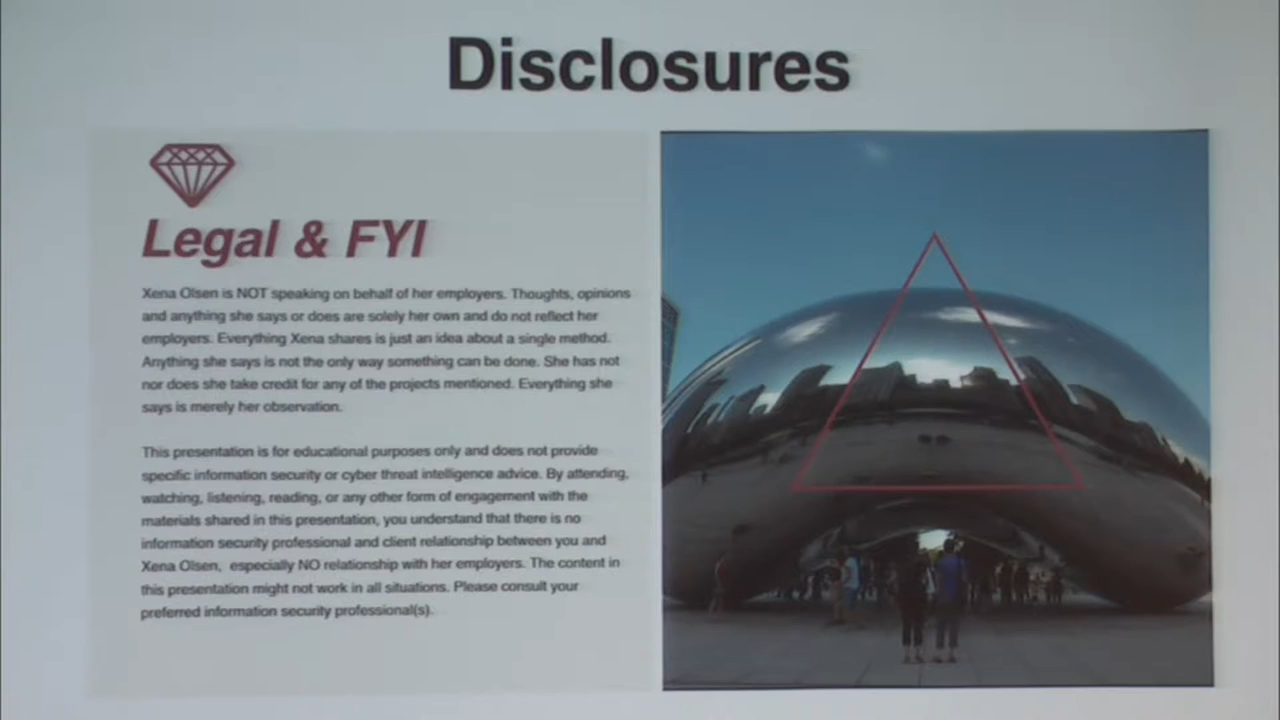 Disclosures
Legal & FYI
Xena Olsen is NOT speaking on behalf of her employers. Thoughts, opinions
and anything she says or does are solely her own and do not reflect her
employers. Everything Xena shares is just an idea about a single method.
Anything she says is not the only way something can be done. She has not
nor does she take credit for any of the projects mentioned. Everything she
says is merely her observation.
This presentation is for educational purposes only and does not provide
specific information security or cyber threat intelligence advice. By attending,
watching, listening, reading, or any other form of engagement with the
materials shared in this presentation, you understand that there is no
information security professional and client relationship between you and
Xena Olsen,  especially NO relationship with her employers. The content in
this presentation might not work in all situations. Please consult your
preferred information security professional(s).